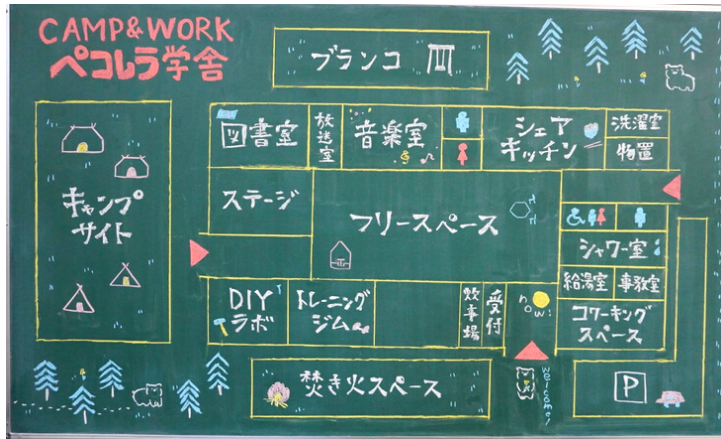 CAMP&WORK
ペコレラ学舎
ブランコ
図書室
放送室
音楽室
シェア
キッチン
洗濯室
物置
キャンプ
サイト
ステージ
フリースペース
シャワー室
給湯室
事務室
コワーキング
スペース
DIY
ラボ
トレーニング
ジム
炊事場
受付
now!
焚き火スペース
welcome!
P